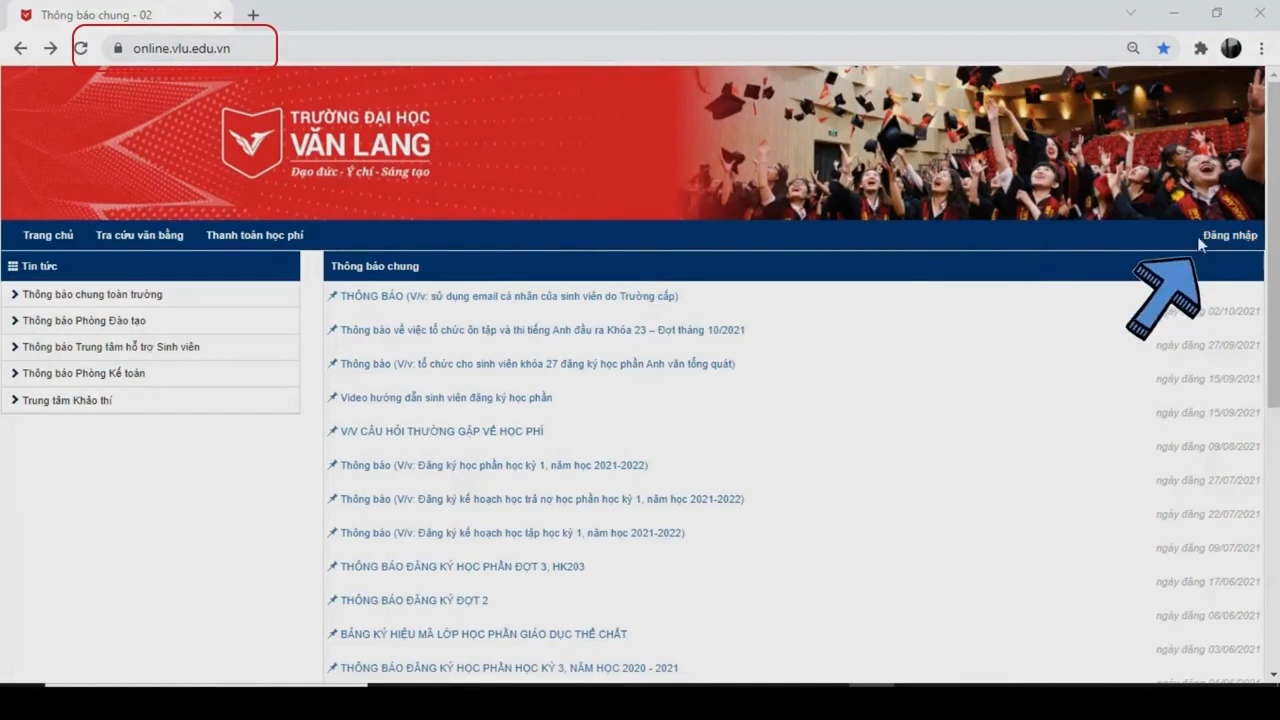 Thông báo chung - 02
online.vlu.edu.vn
TRƯỜNG ĐẠI HỌC
VĂN LANG
Đạo đức - Ý chí - Sáng tạo
Trang chủ Tra cứu văn bằng Thanh toán học phí Đăng nhập
Tin tức
Thông báo chung toàn trường
Thông báo Phòng Đào tạo
Thông báo Trung tâm hỗ trợ Sinh viên
Thông báo Phòng Kế toán
Trung tâm Khảo thí
Thông báo chung
THÔNG BÁO (V/v: sử dụng email cá nhân của sinh viên do Trường cấp)
02/10/2021
Thông báo về việc tổ chức ôn tập và thi tiếng Anh đầu ra Khóa 23 – Đợt tháng 10/2021
ngày đăng 27/09/2021
Thông báo (V/v: tổ chức cho sinh viên khóa 27 đăng ký học phần Anh văn tổng quát)
ngày đăng 15/09/2021
Video hướng dẫn sinh viên đăng ký học phần
ngày đăng 15/09/2021
V/V CÂU HỎI THƯỜNG GẶP VỀ HỌC PHÍ
ngày đăng 09/08/2021
Thông báo (V/v: Đăng ký học phần học kỳ 1, năm học 2021-2022)
ngày đăng 27/07/2021
Thông báo (V/v: Đăng ký kế hoạch học trả nợ học phần học kỳ 1, năm học 2021-2022)
ngày đăng 22/07/2021
Thông báo (V/v: Đăng ký kế hoạch học tập học kỳ 1, năm học 2021-2022)
ngày đăng 09/07/2021
THÔNG BÁO ĐĂNG KÝ HỌC PHẦN ĐỢT 3, HK203
ngày đăng 17/06/2021
THÔNG BÁO ĐĂNG KÝ ĐỢT 2
ngày đăng 08/06/2021
BẢNG KÝ HIỆU MÃ LỚP HỌC PHẦN GIÁO DỤC THỂ CHẤT
ngày đăng 03/06/2021
THÔNG BÁO ĐĂNG KÝ HỌC PHẦN HỌC KỲ 3, NĂM HỌC 2020 - 2021